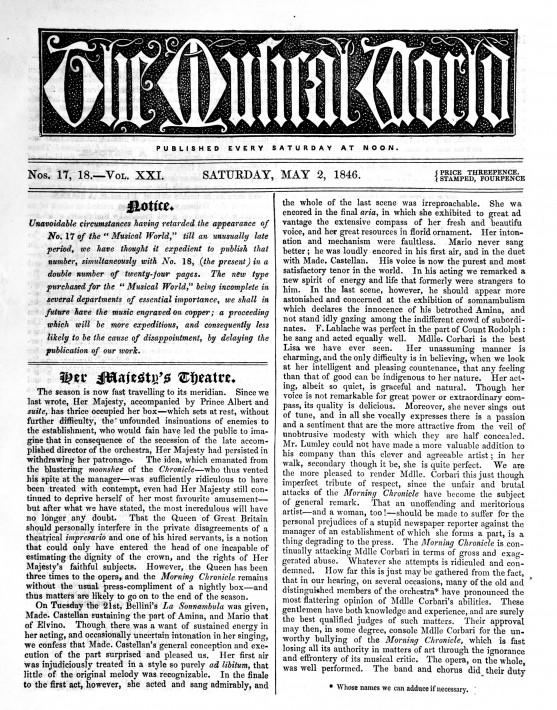 The Musical World
PUBLISHED EVERY SATURDAY AT NOON.
Nos. 17, 18.—Vol. XXI.
SATURDAY, MAY 2, 1846.
{PRICE THREEPENCE.
{STAMPED, FOURPENCE
Notice.
Unavoidable circumstances having retarded the appearance of
No. 17 of the "Musical World," till an unusually late
period, we have thought it expedient to publish that
number, simultaneously with No. 18, (the present) in a
double number of twenty-four pages. The new type
purchased for the "Musical World," being incomplete in
several departments of essential importance, we shall in
future have the music engraved on copper; a proceeding
which will be more expeditious, and consequently less
likely to be the cause of disappointment, by delaying the
publication of our work.
Her Majesty's Theatre.
The season is now fast travelling to its meridian. Since we
last wrote, Her Majesty, accompanied by Prince Albert and
suite, has thrice occupied her box—which sets at rest, without
further difficulty, the unfounded insinuations of enemies to
the establishment, who would fain have led the public to ima-
gine that in consequence of the secession of the late accom-
plished director of the orchestra, Her Majesty had persisted in
withdrawing her patronage. The idea, which emanated from
the blustering moonshee of the Chronicle—who thus vented
his spite at the manager—was sufficiently ridiculous to have
been treated with contempt, even had Her Majesty still con-
tinued to deprive herself of her most favourite amusement—
but after what we have stated, the most incredulous will have
no longer any doubt. That the Queen of Great Britain
should personally interfere in the private disagreements of a
theatrical impresario and one of his hired servants, is a notion
that could only have entered the head of one incapable of
estimating the dignity of the crown, and the rights of Her
Majesty's faithful subjects. However, the Queen has been
three times to the opera, and the Morning Chronicle remains
without the usual press-compliment of a nightly box—and
thus matters are likely to go on to the end of the season.
On Tuesday the 21st, Bellini's La Sonnambula was given,
Made. Castellan sustaining the part of Amina, and Mario that
of Elvino. Though there was a want of sustained energy in
her acting, and occasionally uncertain intonation in her singing,
we confess that Made. Castellan's general conception and exe-
cution of the part surprised and pleased us. Her first air
was injudiciously treated in a style so purely ad libitum, that
little of the original melody was recognizable. In the finale
to the first act, however, she acted and sang admirably, and
the whole of the last scene was irreproachable. She wa
encored in the final aria, in which she exhibited to great ad
vantage the extensive compass of her fresh and beautifu
voice, and her great resources in florid ornament. Her inton-
ation and mechanism were faultless. Mario never sang
better; he was loudly encored in his first air, and in the duet
with Made. Castellan. His voice is now the purest and most
satisfactory tenor in the world. In his acting we remarked a
new spirit of energy and life that formerly were strangers to
him. In the last scene, however, he should appear more
astonished and concerned at the exhibition of somnambulism
which declares the innocence of his betrothed Amina, and
not stand idly gazing among the indifferent crowd of subordi-
nates. F. Lablache was perfect in the part of Count Rodolph:
he sang and acted equally well. Mdlle. Corbari is the best
Lisa we have ever seen. Her unassuming manner is
charming, and the only difficulty is in believing, when we look
at her intelligent and pleasing countenance, that any feeling
than that of good can be indigenous to her nature. Her act-
ing, albeit so quiet, is graceful and natural. Though her
voice is not remarkable for great power or extraordinary com-
pass, its quality is delicious. Moreover, she never sings out
of tune, and in all she vocally expresses there is a passion
and a sentiment that are the more attractive from the veil of
unobtrusive modesty with which they are half concealed.
Mr. Lumley could not have made a more valuable addition to
his company than this clever and agreeable artist; in her
walk, secondary though it be, she is quite perfect. We are
the more pleased to render Mdlle. Corbari this just though
imperfect tribute of respect, since the unfair and brutal
attacks of the Morning Chronicle have become the subject
of general remark. That an unoffending and meritorious
artist—and a woman, too!—should be made to suffer for the
personal prejudices of a stupid newspaper reporter against the
manager of an establishment of which she forms a part, is a
thing degrading to the press. The Morning Chronicle is con-
tinually attacking Mdlle Corbari in terms of gross and exag-
gerated abuse. Whatever she attempts is ridiculed and con-
demned. How far this is just may be gathered from the fact,
that in our hearing, on several occasions, many of the old and
distinguished members of the orchestra* have pronounced the
most flattering opinion of Mdlle Corbari's abilities. These
gentlemen have both knowledge and experience, and are surely
the best qualified judges of such matters. Their approval
may then, in some degree, console Mdlle Corbari for the un-
worthy bullying of the Morning Chronicle, which is fast
losing all its authority in matters of art through the ignorance
and effrontery of its musical critic. The opera, on the whole,
was well performed. The band and chorus did their duty
* Whose names we can adduce if necessary.